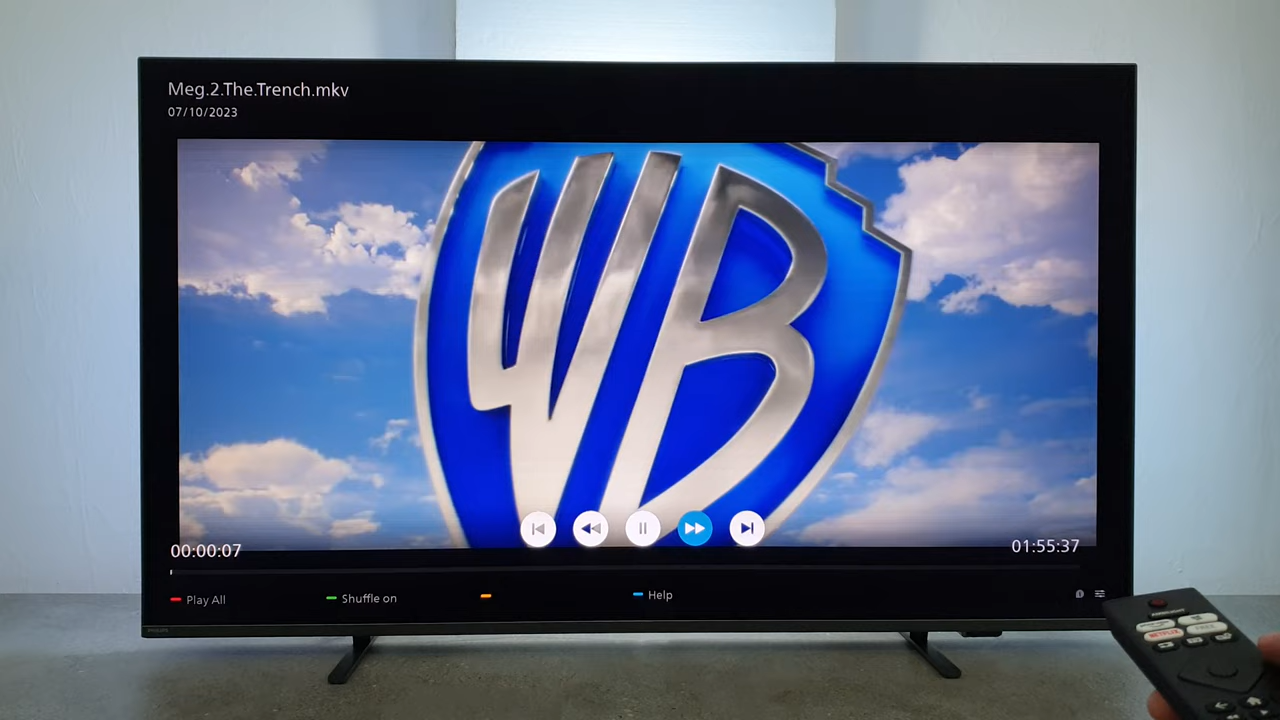 Meg.2.The.Trench.mkv
07/10/2023
WB
00:00:07
01:55:37
Play All
Shuffle on
Help
PHILIPS
NETFLIX